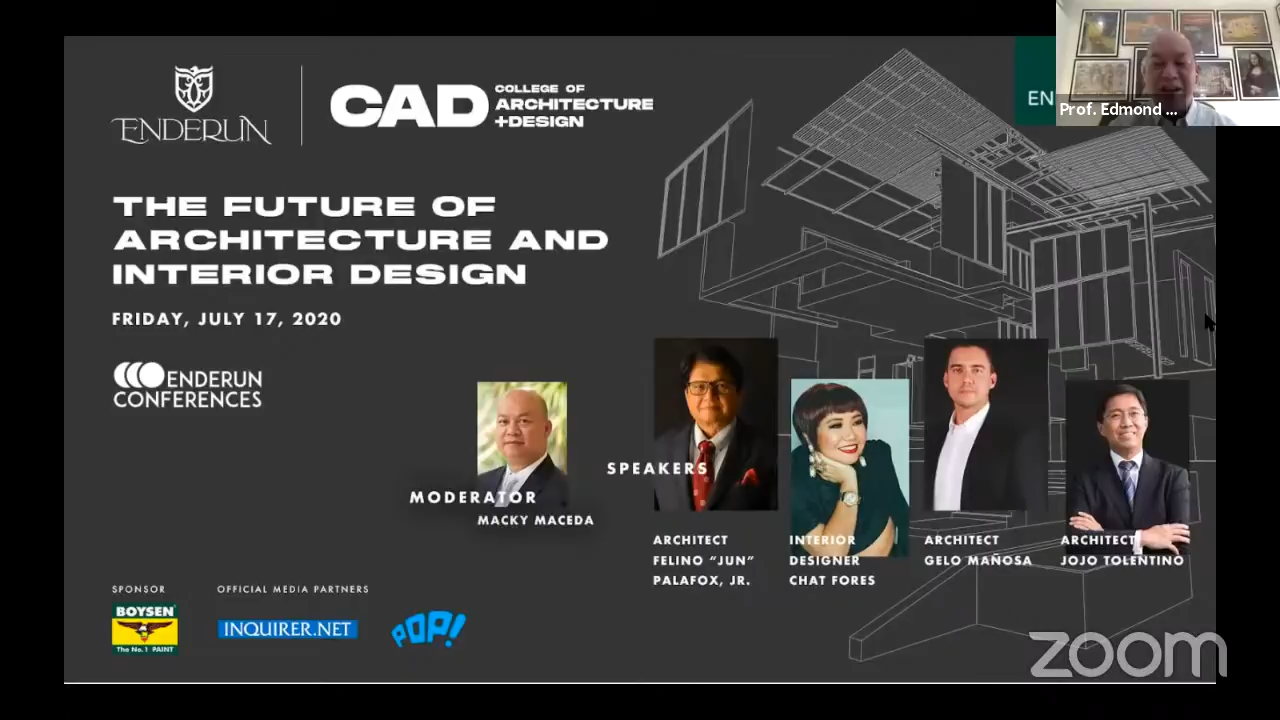 ENDERUN
CAD
COLLEGE OF
ARCHITECTURE
+DESIGN
EN
Prof. Edmond ...
THE FUTURE OF
ARCHITECTURE AND
INTERIOR DESIGN
FRIDAY, JULY 17, 2020
ENDERUN
CONFERENCES
SPEAKERS
MODERATOR
MACKY MACEDA
ARCHITECT
FELINO “JUN”
PALAFOX, JR.
INTERIOR
DESIGNER
CHAT FORES
ARCHITECT
GELO MAÑOSA
ARCHITECT
JOJO TOLENTINO
SPONSOR
BOYSEN
The No.1 PAINT
OFFICIAL MEDIA PARTNERS
INQUIRER.NET
POP!
zoom